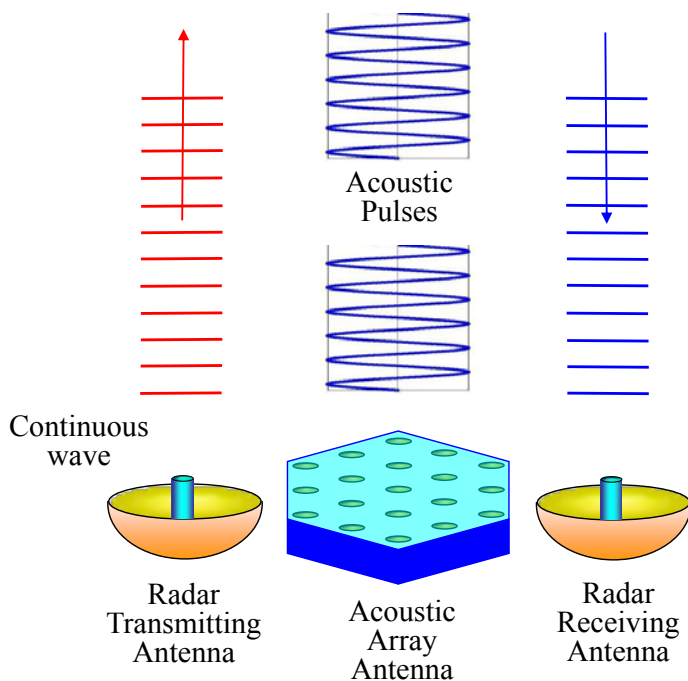 Acoustic
Pulses
Continuous
wave
Radar
Transmitting
Antenna
Acoustic
Array
Antenna
Radar
Receiving
Antenna